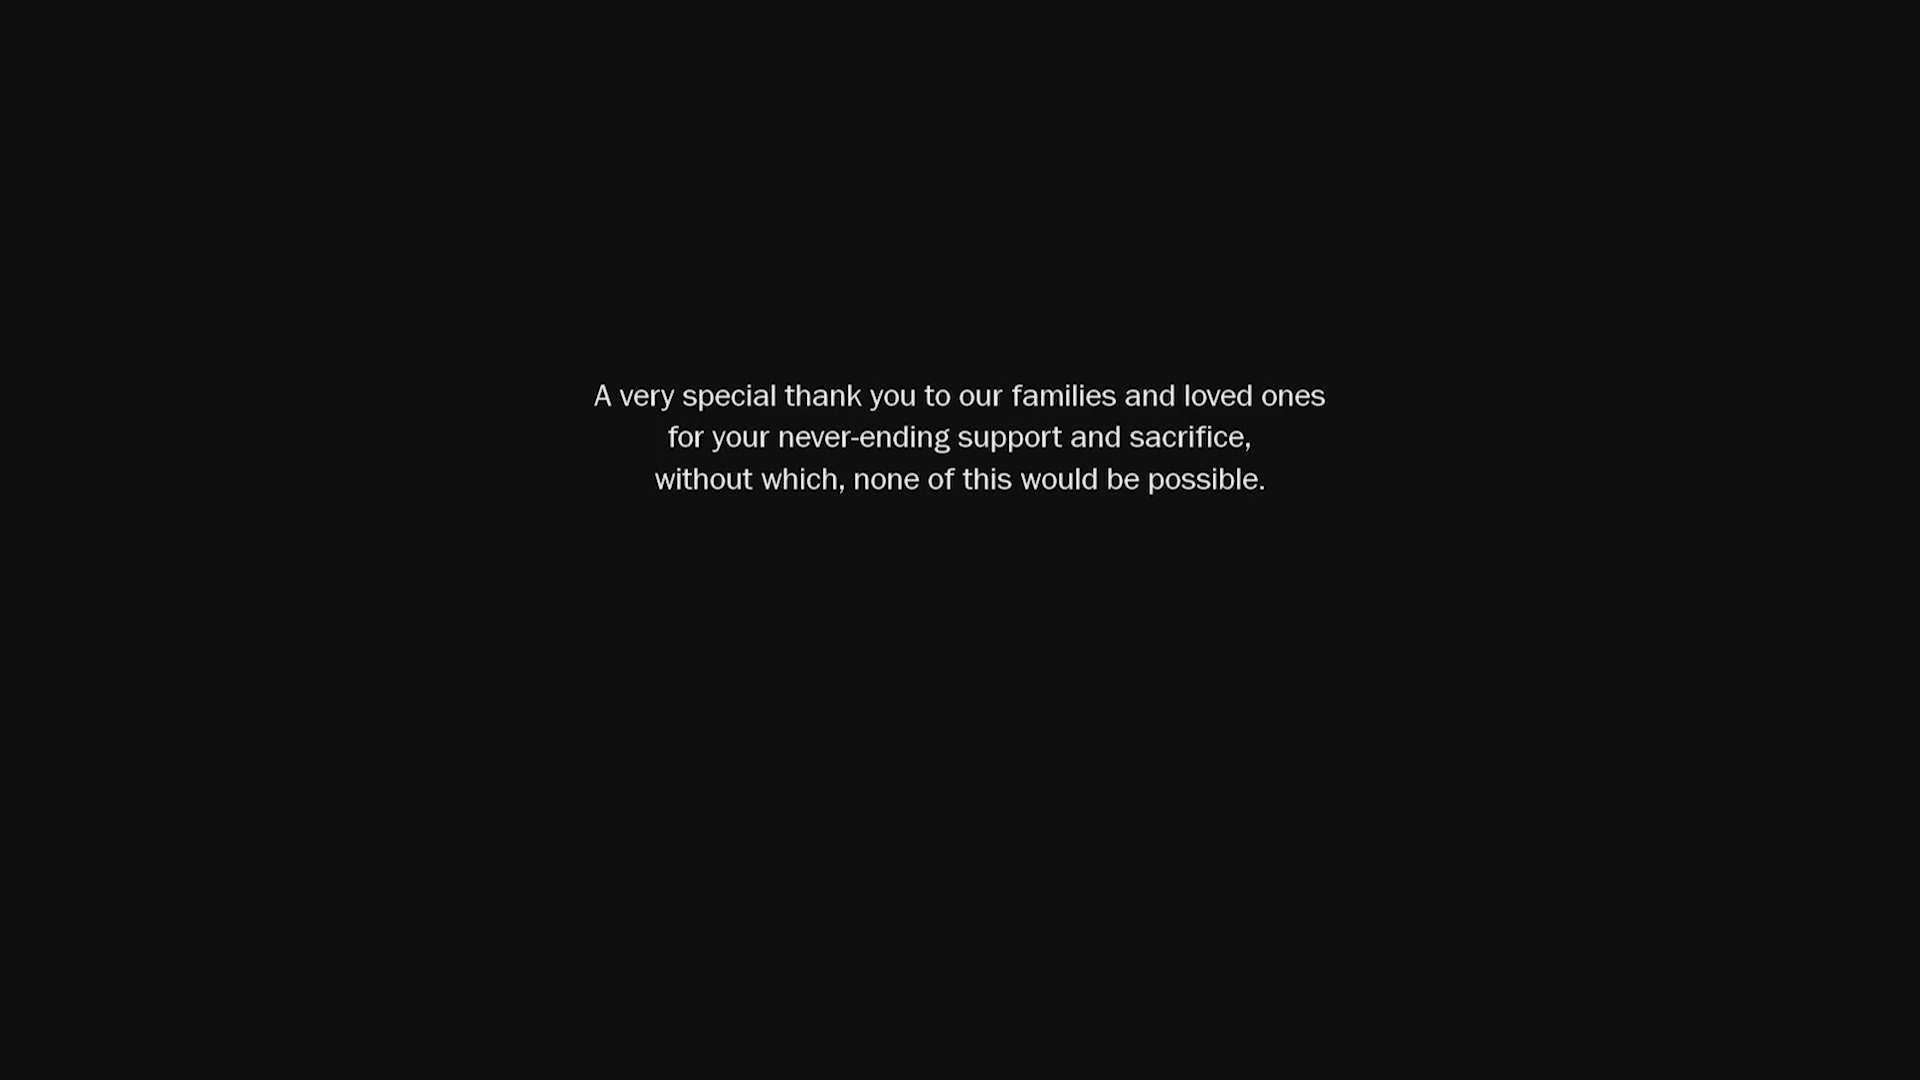 A very special thank you to our families and loved ones
for your never-ending support and sacrifice,
without which, none of this would be possible.